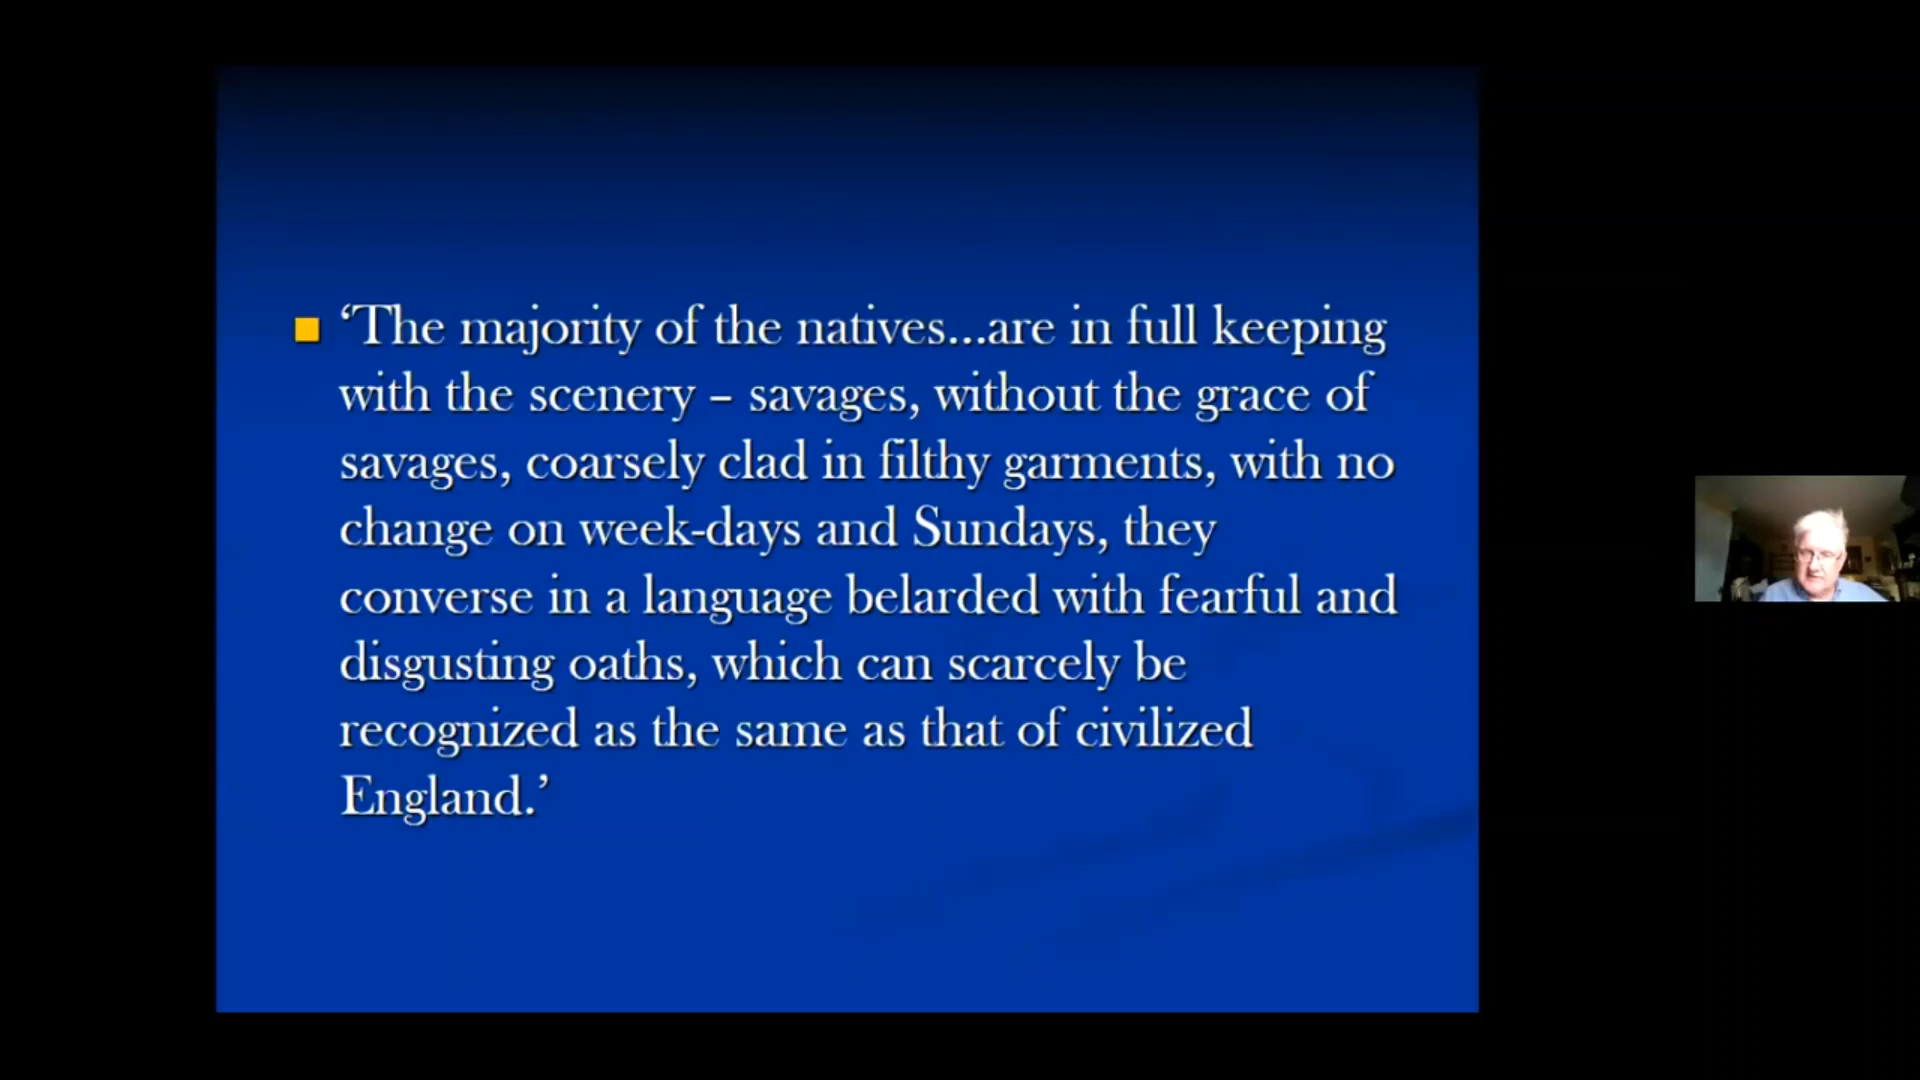 ‘The majority of the natives...are in full keeping
with the scenery – savages, without the grace of
savages, coarsely clad in filthy garments, with no
change on week-days and Sundays, they
converse in a language belarded with fearful and
disgusting oaths, which can scarcely be
recognized as the same as that of civilized
England.’